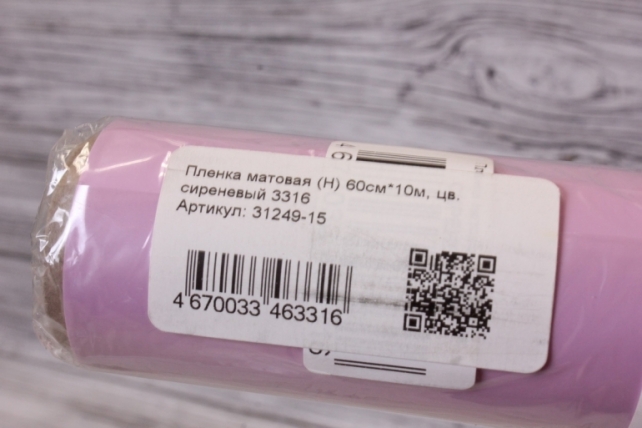 Пленка матовая (Н) 60см*10м, цв.
сиреневый 3316
Артикул: 31249-15
4 670033 463316